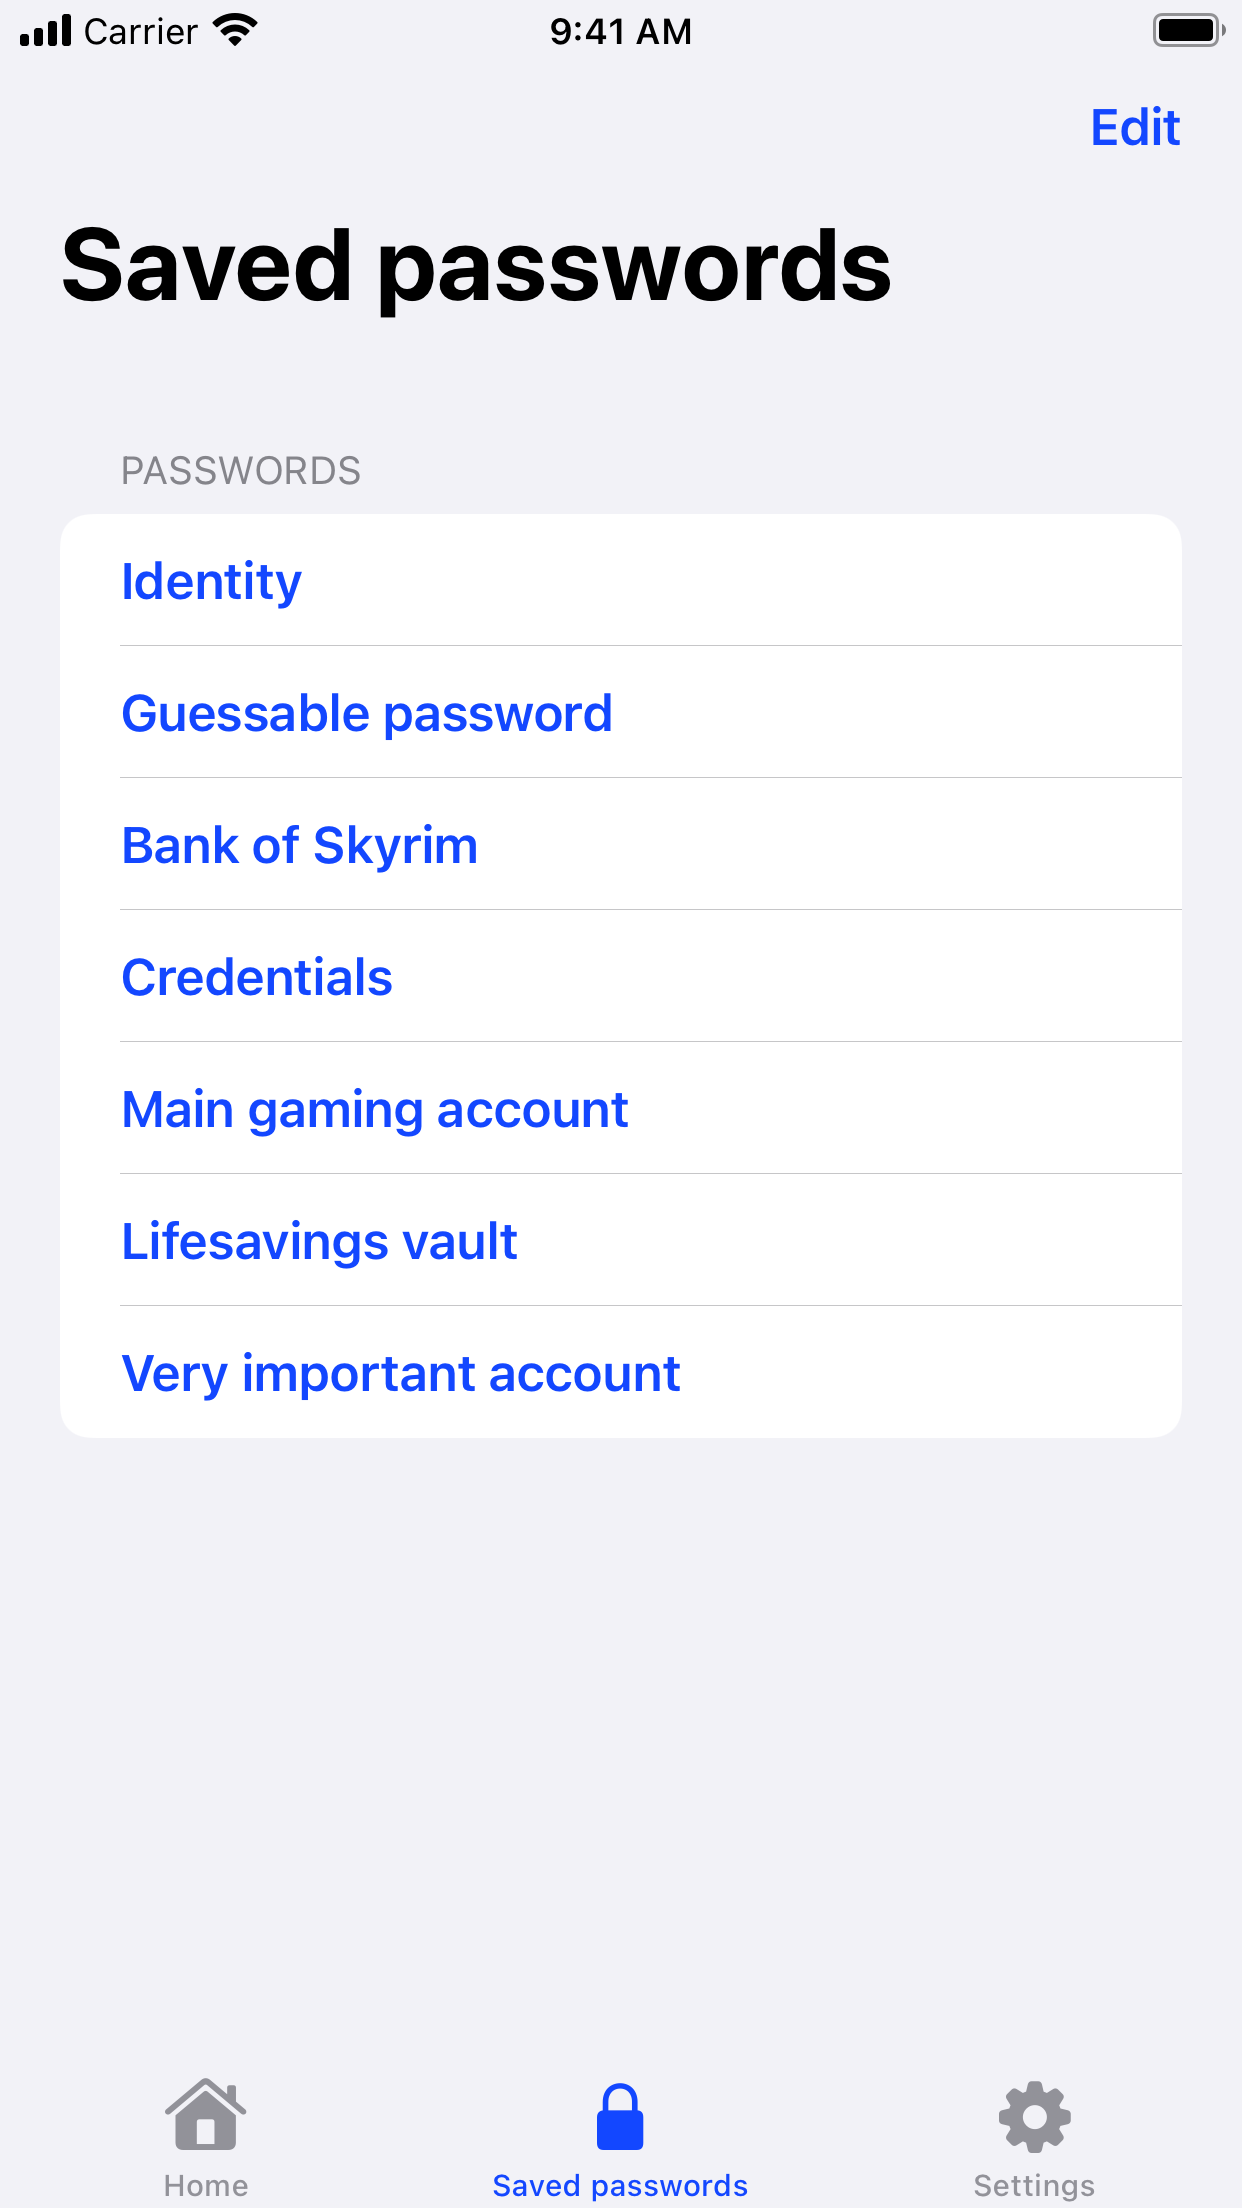 Carrier 9:41 AM
Edit
Saved passwords
PASSWORDS
Identity
Guessable password
Bank of Skyrim
Credentials
Main gaming account
Lifesavings vault
Very important account
Home Saved passwords Settings